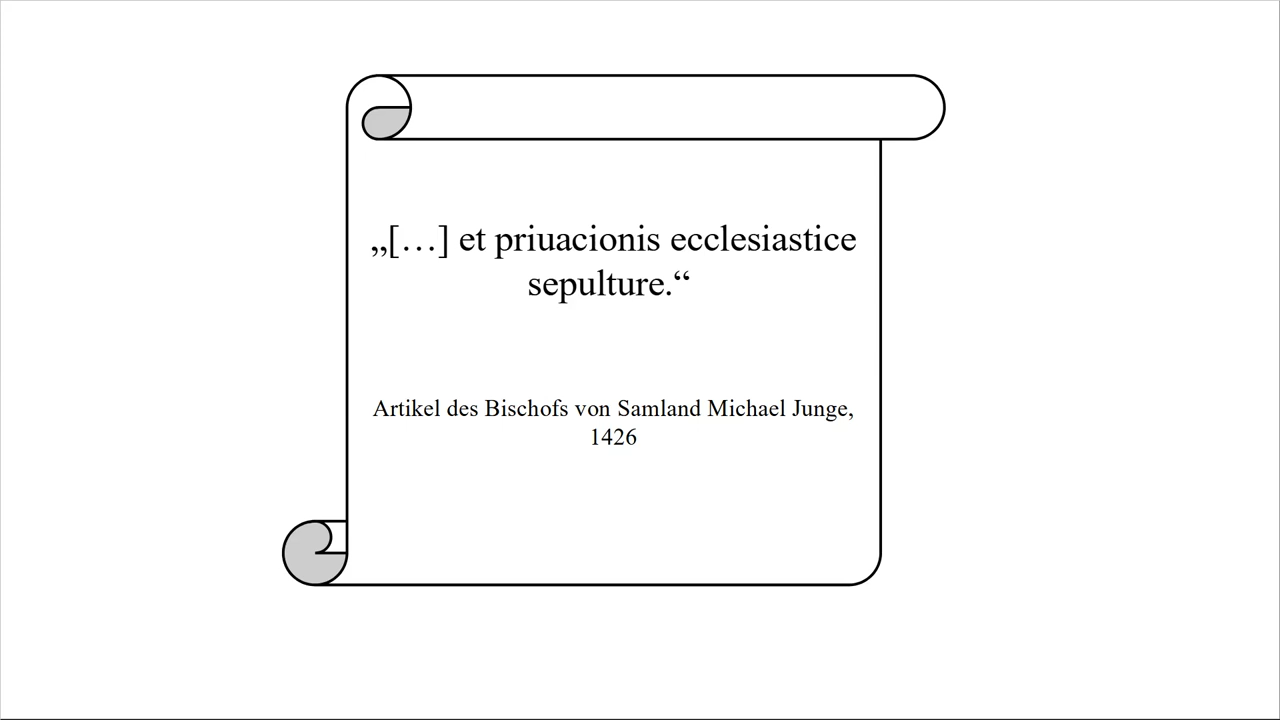 „[…] et priuacionis ecclesiastice
sepulture.“
Artikel des Bischofs von Samland Michael Junge,
1426